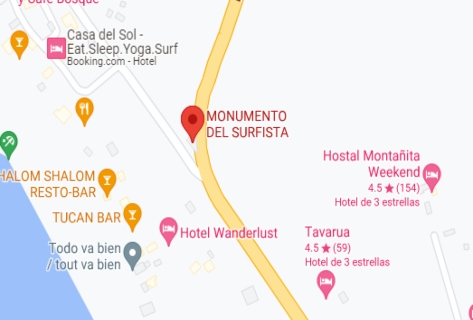 y Café Bosque
Casa del Sol -
Eat.Sleep.Yoga.Surf
Booking.com - Hotel
MONUMENTO
DEL SURFISTA
Hostal Montañita
Weekend
4.5 ★ (154)
Hotel de 3 estrellas
HALOM SHALOM
RESTO-BAR
TUCAN BAR
Hotel Wanderlust
Tavarua
4.5 ★ (59)
Hotel de 3 estrellas
Todo va bien
/ tout va bien